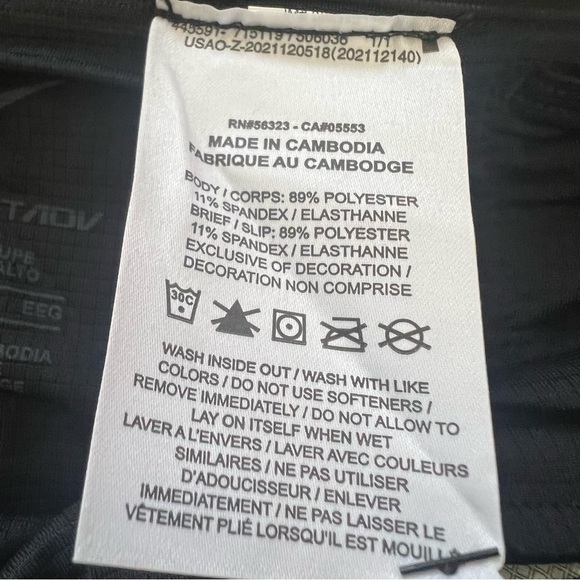 USAO-Z-2021120518(202112140)
RN#56323 - CA#05553
MADE IN CAMBODIA
FABRIQUE AU CAMBODGE
BODY / CORPS: 89% POLYESTER
11% SPANDEX / ELASTHANNE
BRIEF / SLIP: 89% POLYESTER
11% SPANDEX / ELASTHANNE
EXCLUSIVE OF DECORATION /
DECORATION NON COMPRISE
30C
WASH INSIDE OUT / WASH WITH LIKE
COLORS / DO NOT USE SOFTENERS /
REMOVE IMMEDIATELY / DO NOT ALLOW TO
LAY ON ITSELF WHEN WET
LAVER A L'ENVERS / LAVER AVEC COULEURS
SIMILAIRES / NE PAS UTILISER
D'ADOUCISSEUR / ENLEVER
IMMEDIATEMENT / NE PAS LAISSER LE
VÊTEMENT PLIÉ LORSQU'IL EST MOUILLÉ
EEG